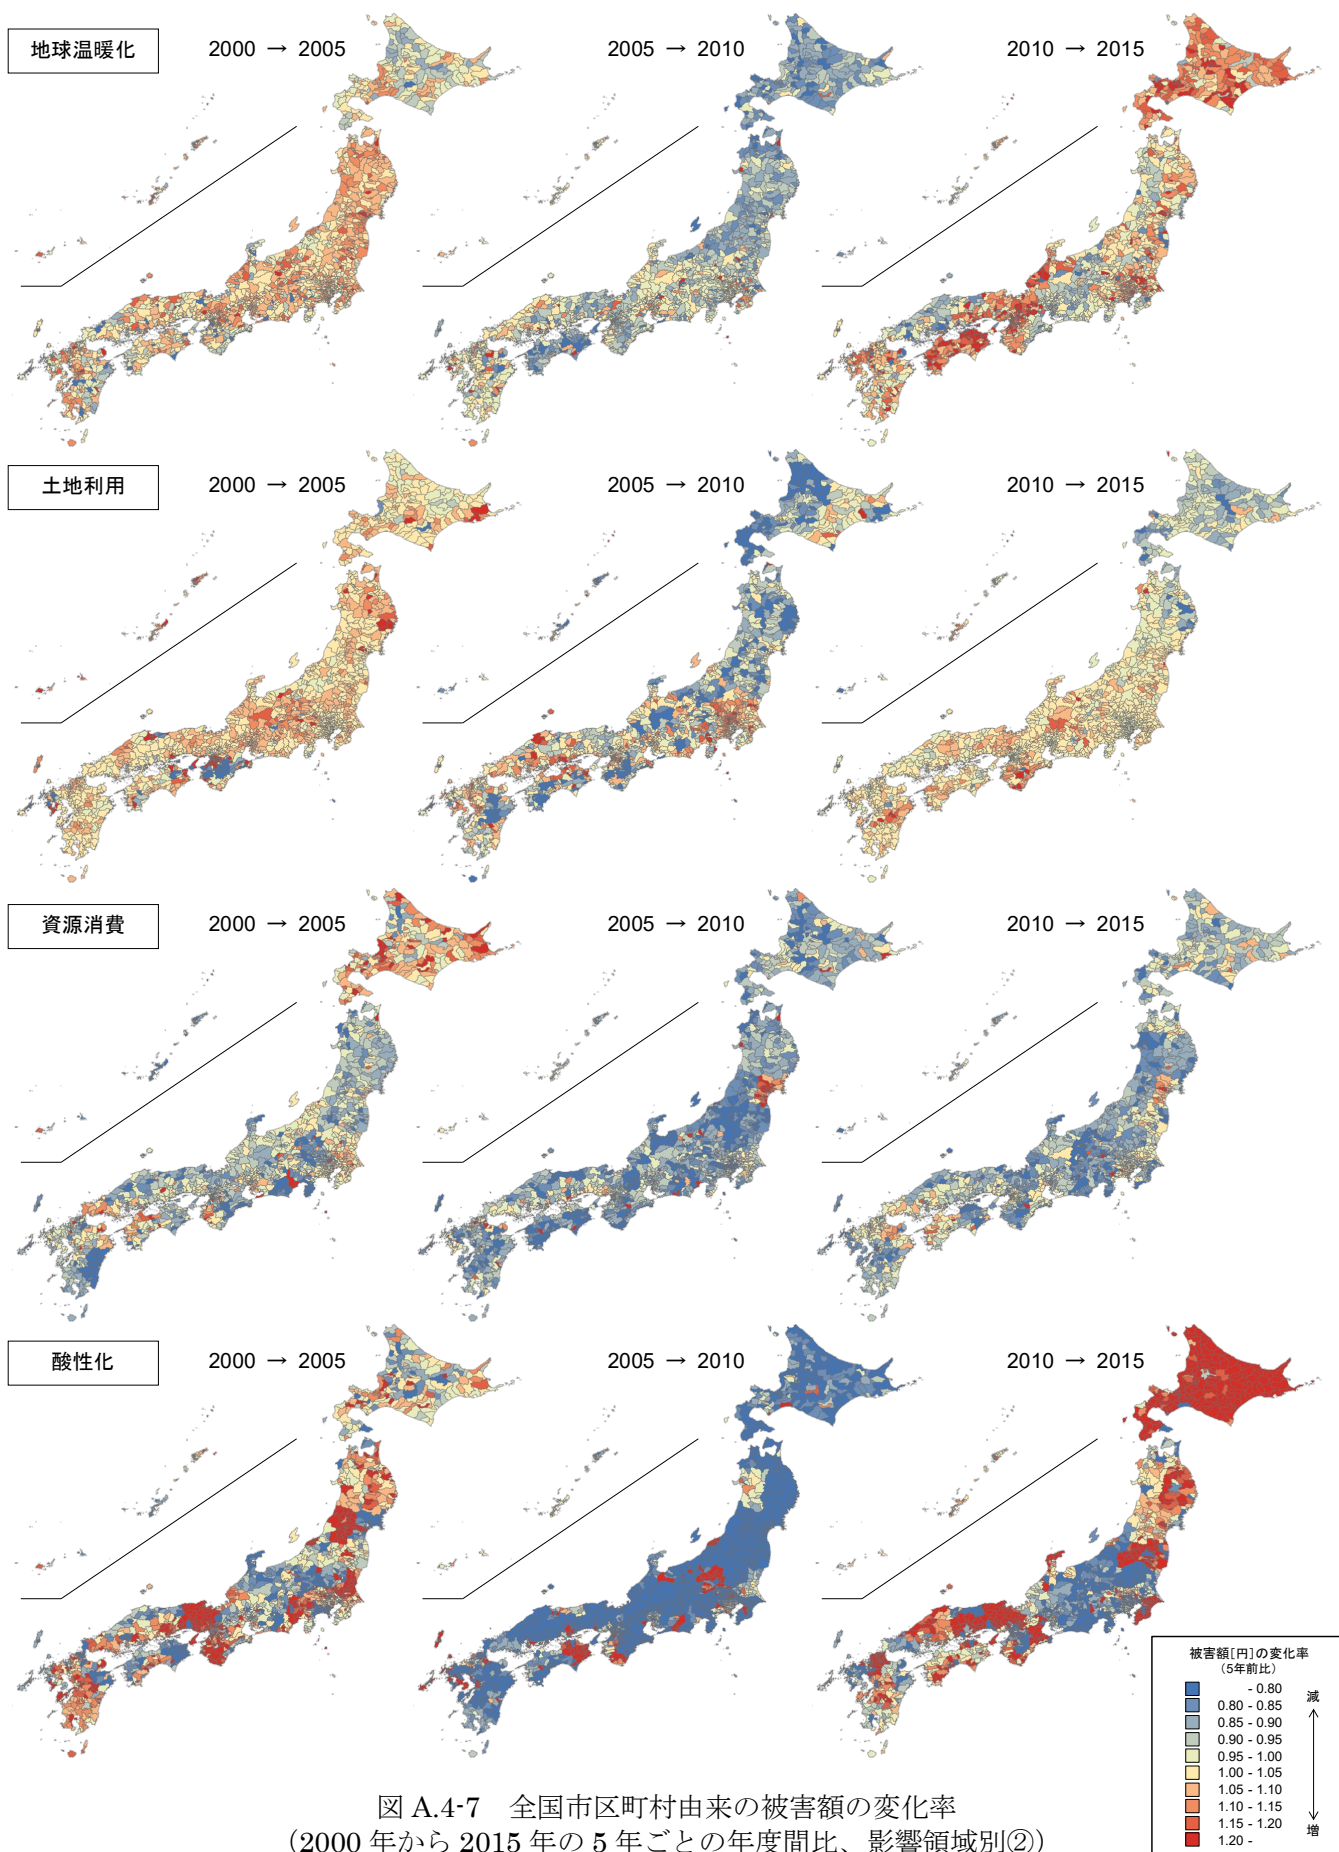 地球温暖化
2000 → 2005
2005 → 2010
2010 → 2015
土地利用
2000 → 2005
2005 → 2010
2010 → 2015
資源消費
2000 → 2005
2005 → 2010
2010 → 2015
酸性化
2000 → 2005
2005 → 2010
2010 → 2015
被害額[円]の変化率
(5年前比)
- 0.80
0.80 - 0.85
0.85 - 0.90
0.90 - 0.95
0.95 - 1.00
1.00 - 1.05
1.05 - 1.10
1.10 - 1.15
1.15 - 1.20
1.20 -
減
増
図 A.4-7 全国市区町村由来の被害額の変化率
(2000 年から 2015 年の 5 年ごとの年度間比、影響領域別②)